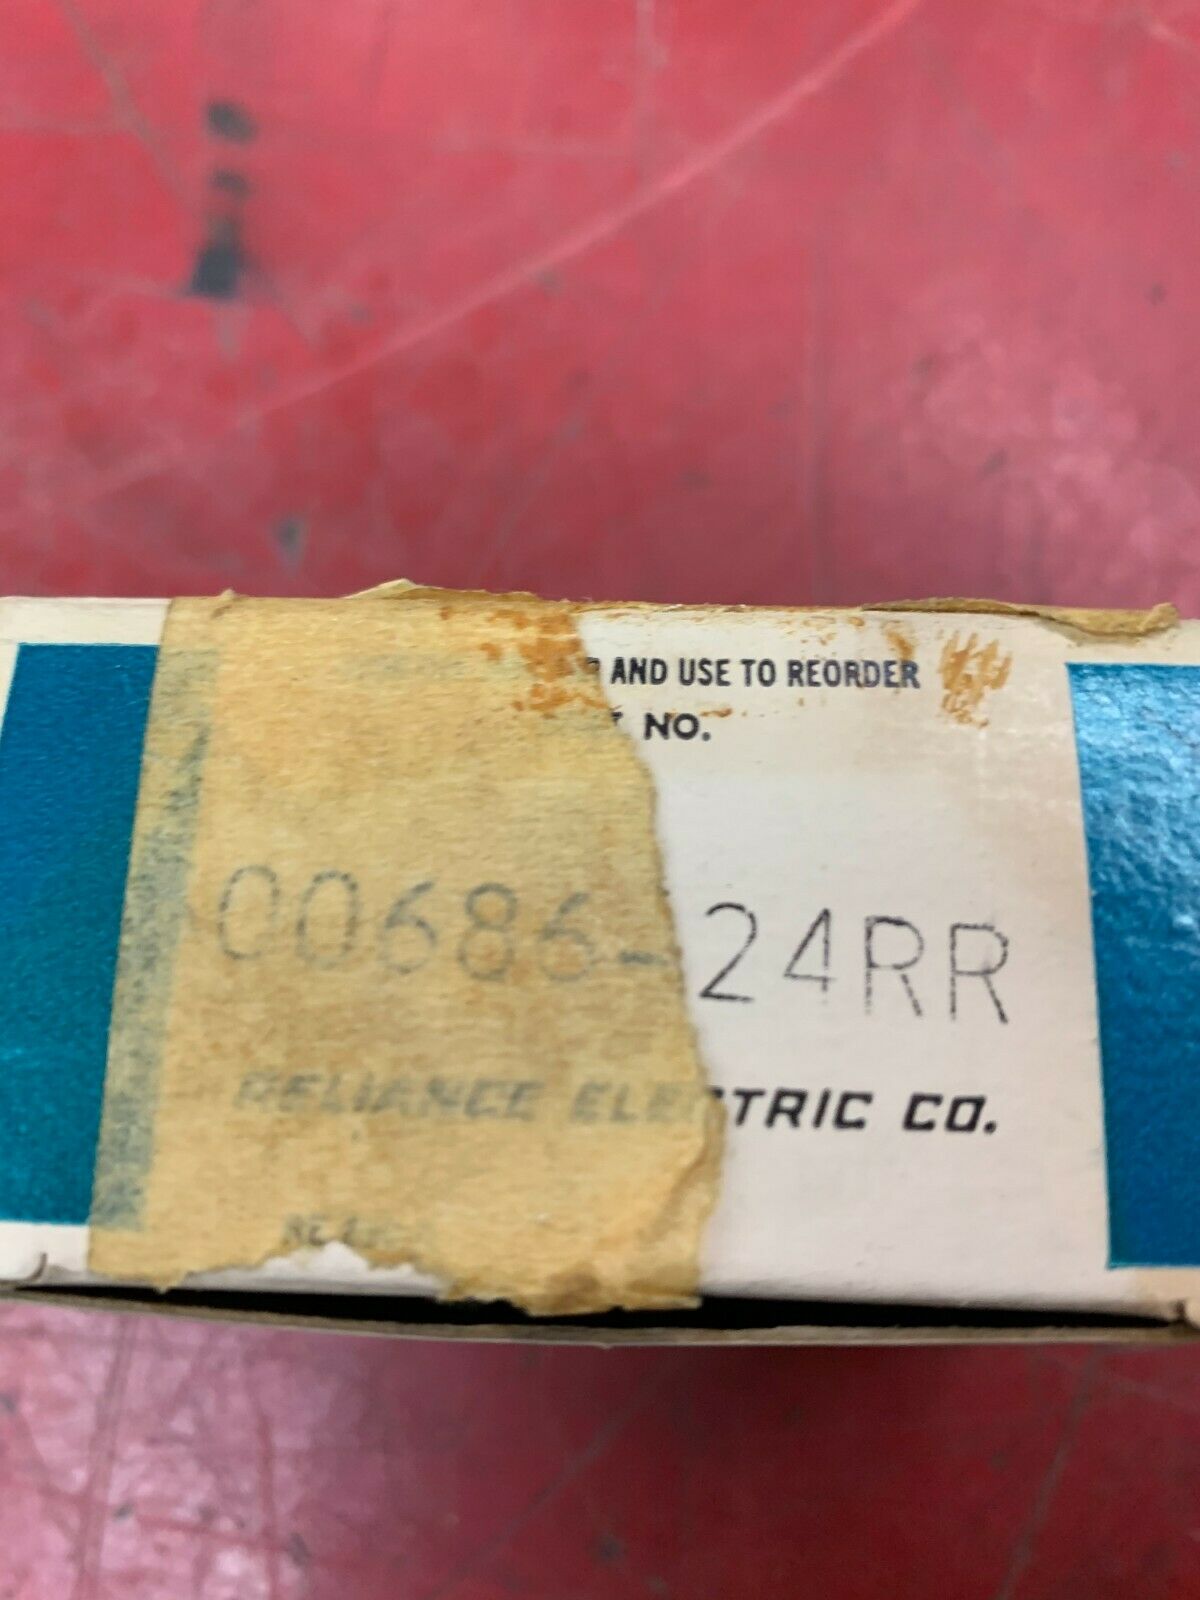 AND USE TO REORDER
NO.
00686-24RR
RELIANCE ELECTRIC CO.